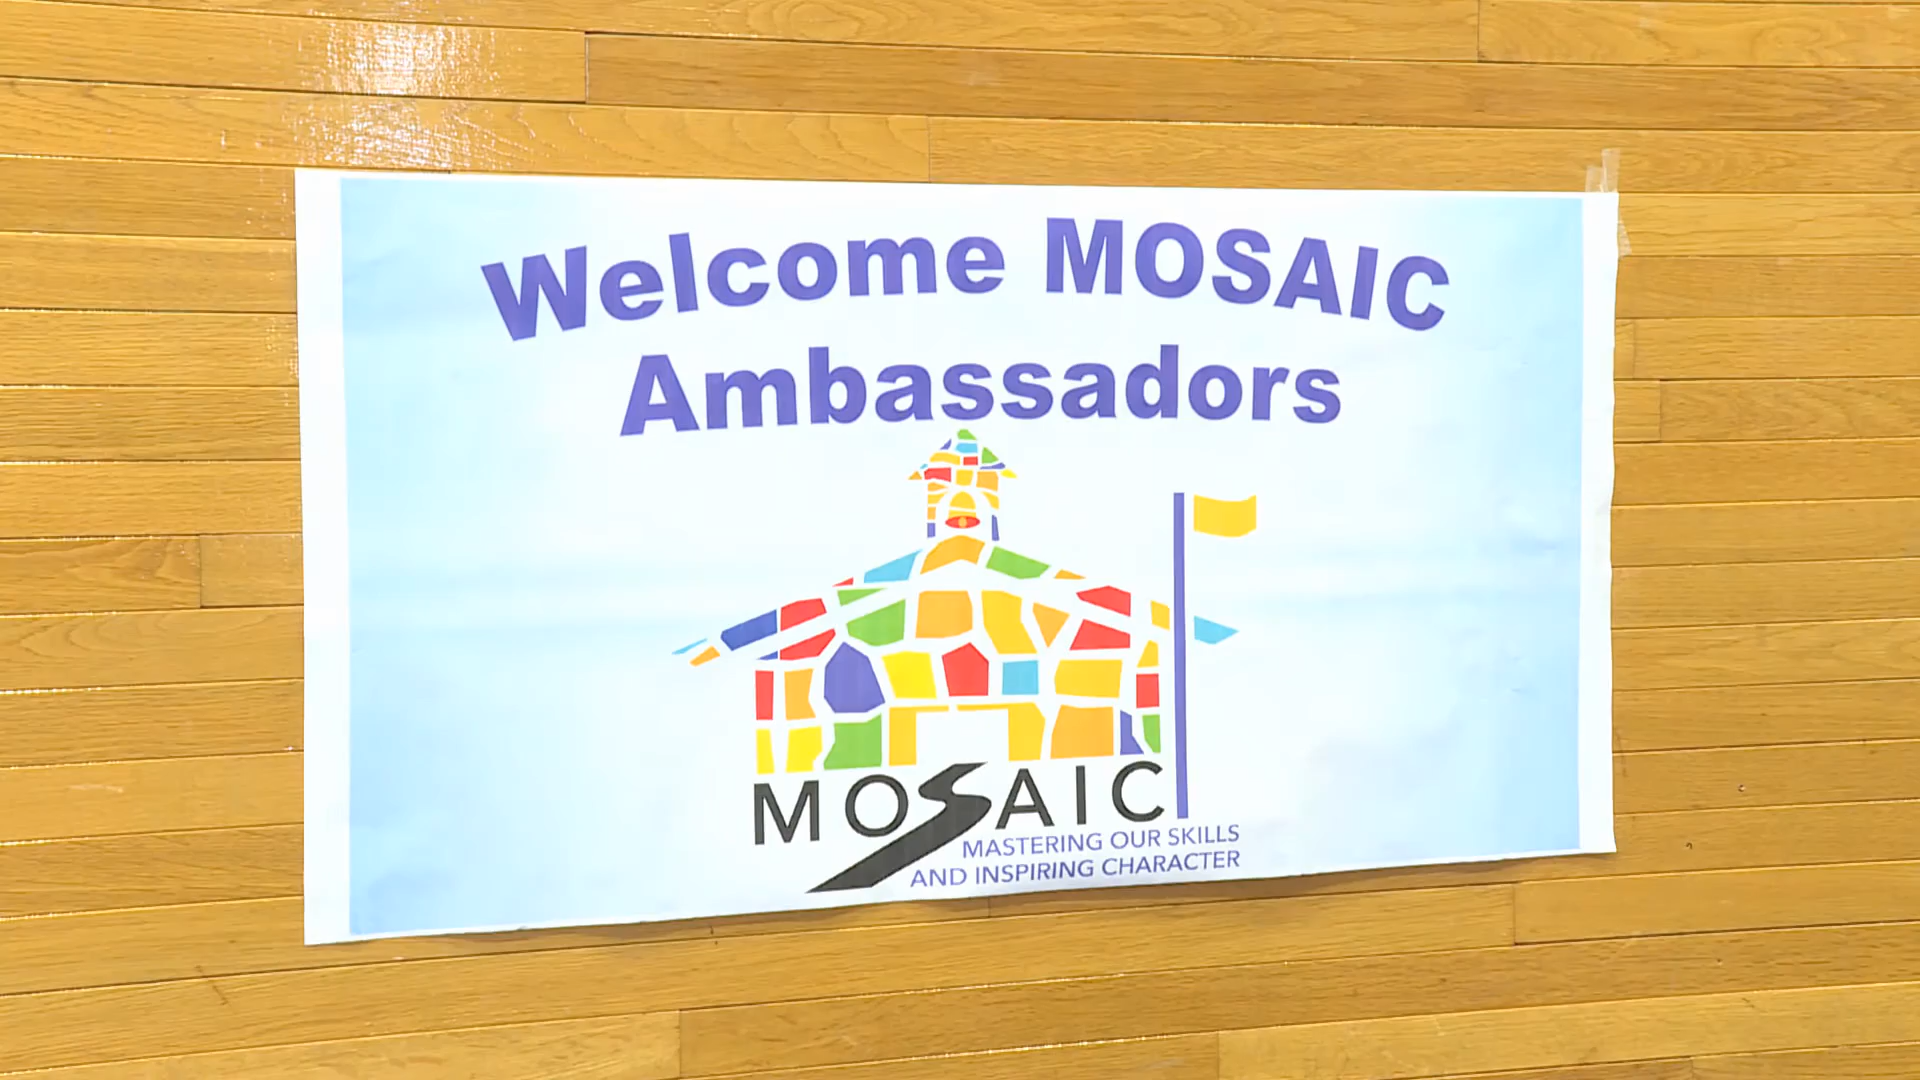 Welcome MOSAIC
Ambassadors
MOSAIC
MASTERING OUR SKILLS
AND INSPIRING CHARACTER